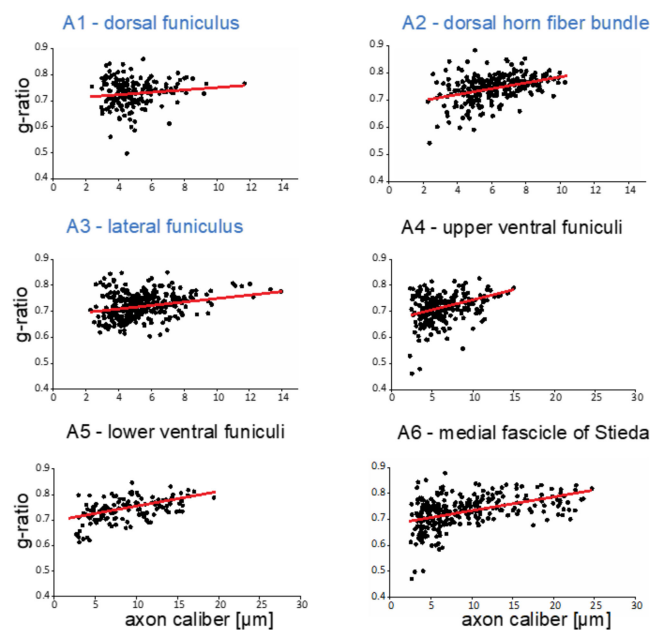 A1 - dorsal funiculus
A2 - dorsal horn fiber bundle
g-ratio
0.9
0.8
0.7
0.6
0.5
0.4
0 2 4 6 8 10 12 14
0.9
0.8
0.7
0.6
0.5
0.4
0 2 4 6 8 10 12 14
A3 - lateral funiculus
A4 - upper ventral funiculi
g-ratio
0.9
0.8
0.7
0.6
0.5
0.4
0 2 4 6 8 10 12 14
0.9
0.8
0.7
0.6
0.5
0.4
0 5 10 15 20 25 30
A5 - lower ventral funiculi
A6 - medial fascicle of Stieda
g-ratio
0.9
0.8
0.7
0.6
0.5
0.4
0 5 10 15 20 25 30
axon caliber [µm]
0.9
0.8
0.7
0.6
0.5
0.4
0 5 10 15 20 25 30
axon caliber [µm]